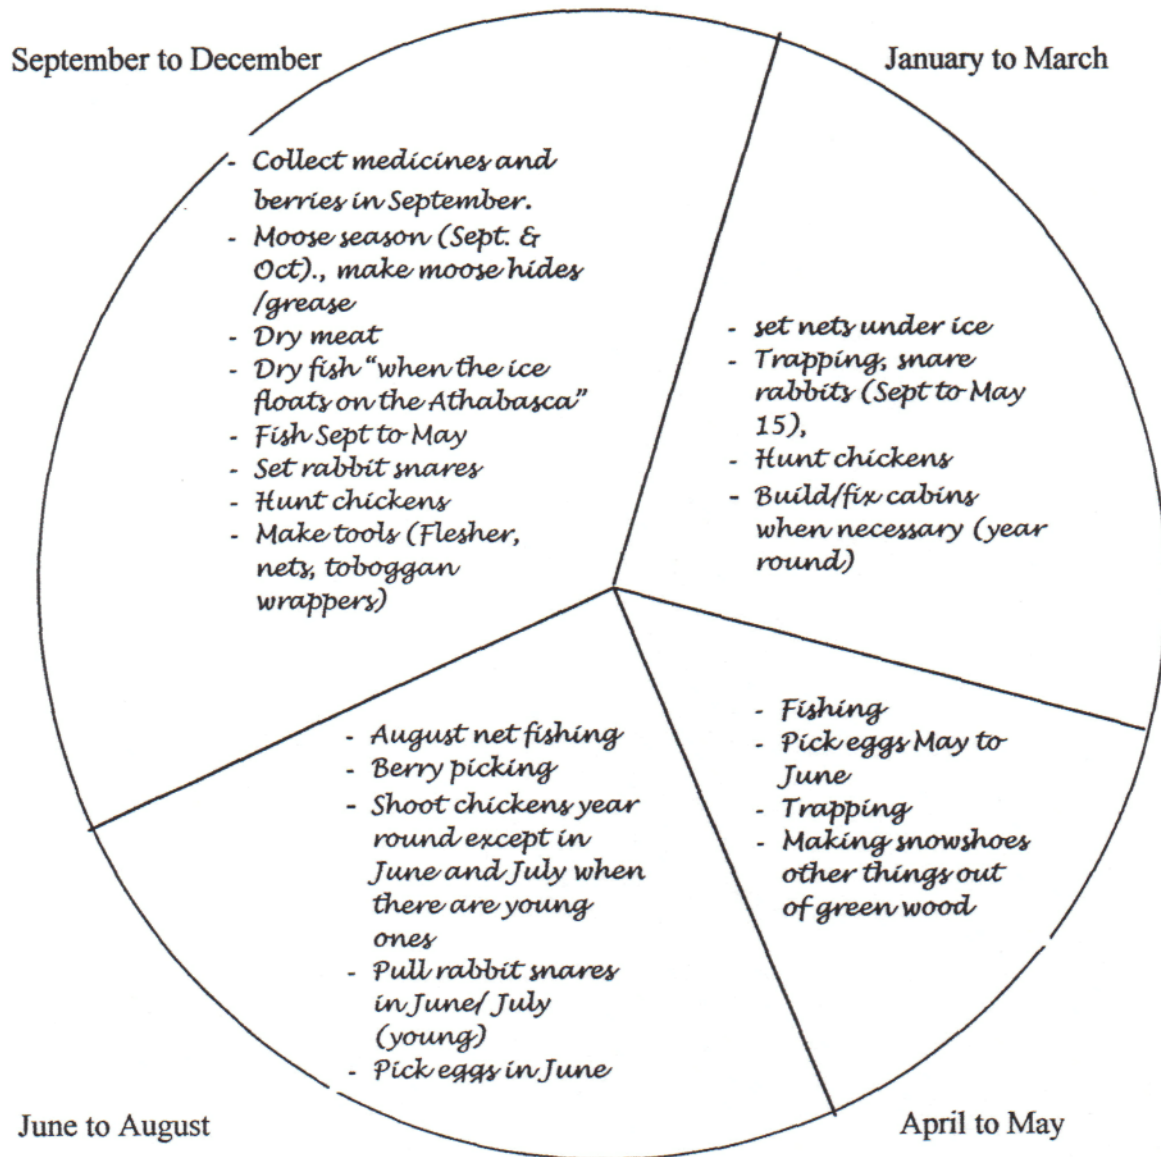 September to December
January to March
- Collect medicines and
berries in September.
- Moose season (Sept. &
Oct)., make moose hides
/grease
- Dry meat
- Dry fish “when the ice
floats on the Athabasca”
- Fish Sept to May
- Set rabbit snares
- Hunt chickens
- Make tools (Flesher,
nets, toboggan
wrappers)
- set nets under ice
- Trapping, snare
rabbits (Sept to May
15),
- Hunt chickens
- Build/fix cabins
when necessary (year
round)
- August net fishing
- Berry picking
- Shoot chickens year
round except in
June and July when
there are young
ones
- Pull rabbit snares
in June/ July
(young)
- Pick eggs in June
- Fishing
- Pick eggs May to
June
- Trapping
- Making snowshoes
other things out
of green wood
June to August
April to May